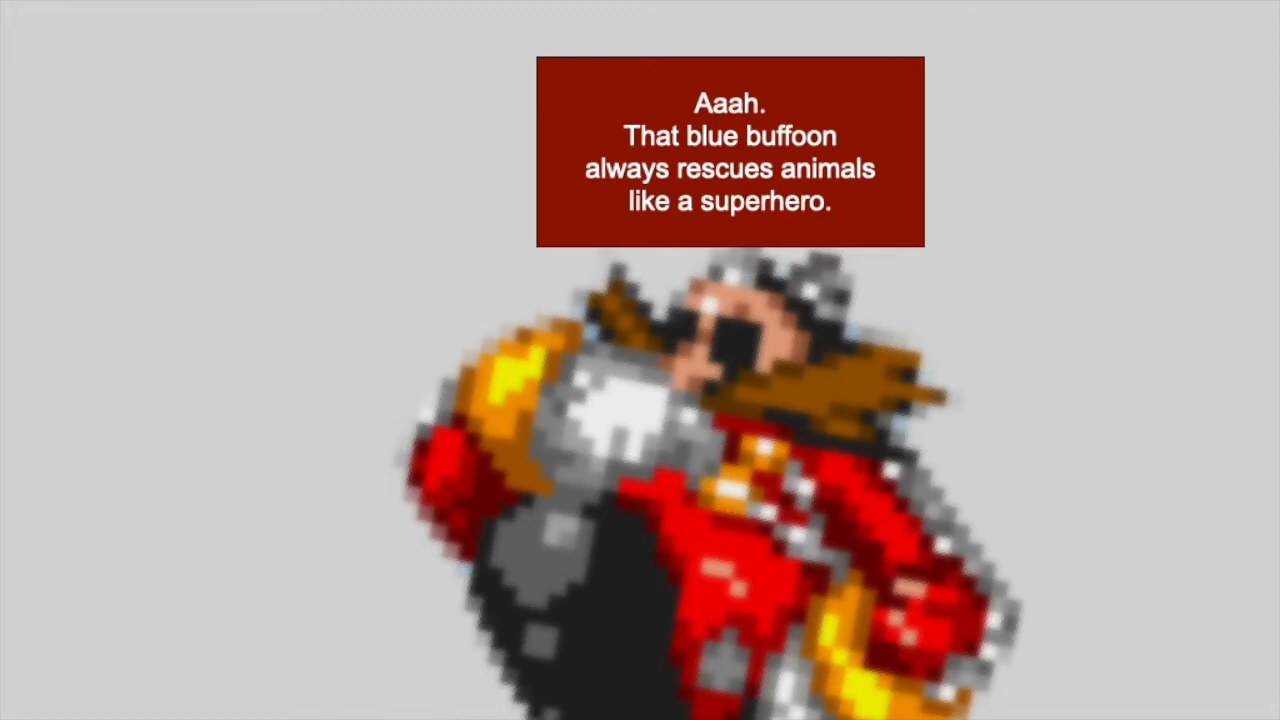 Aaah.
That blue buffoon
always rescues animals
like a superhero.